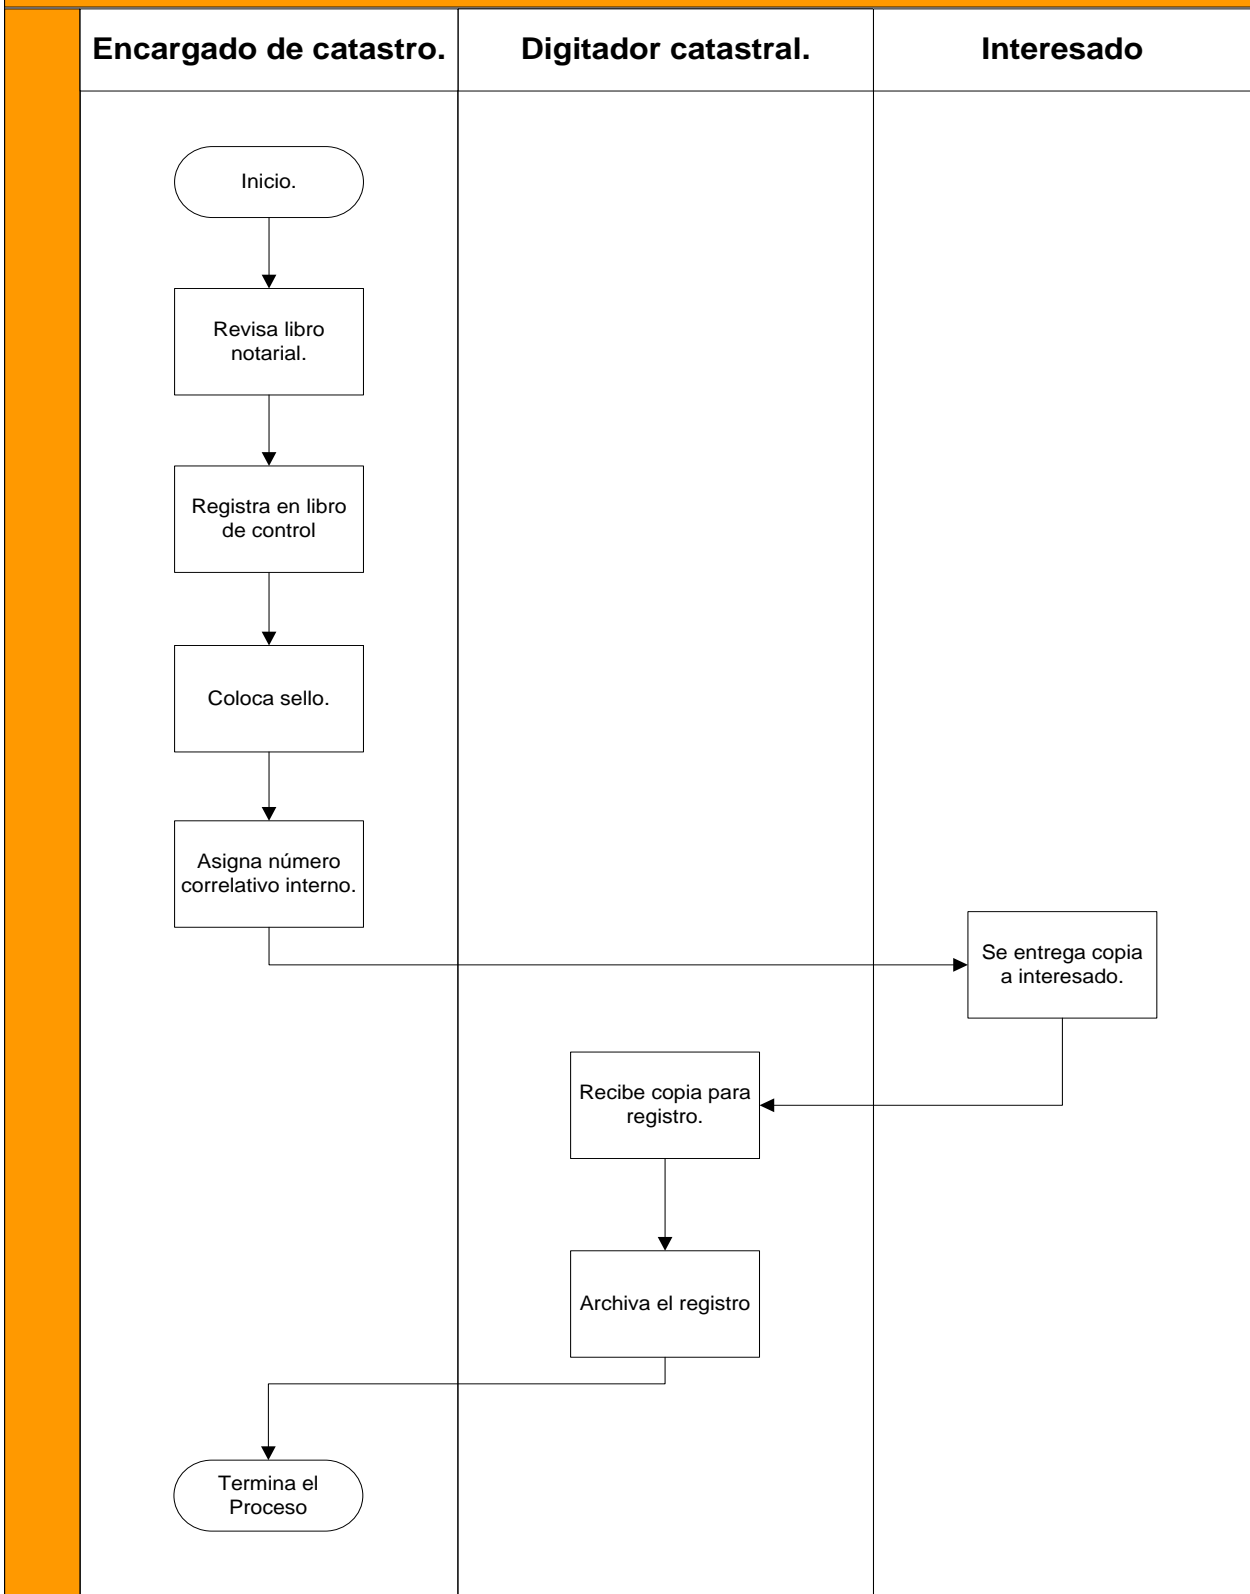 Encargado de catastro.
Digitador catastral.
Interesado
Inicio.
Revisa libro
notarial.
Registra en libro
de control
Coloca sello.
Asigna número
correlativo interno.
Se entrega copia
a interesado.
Recibe copia para
registro.
Archiva el registro
Termina el
Proceso